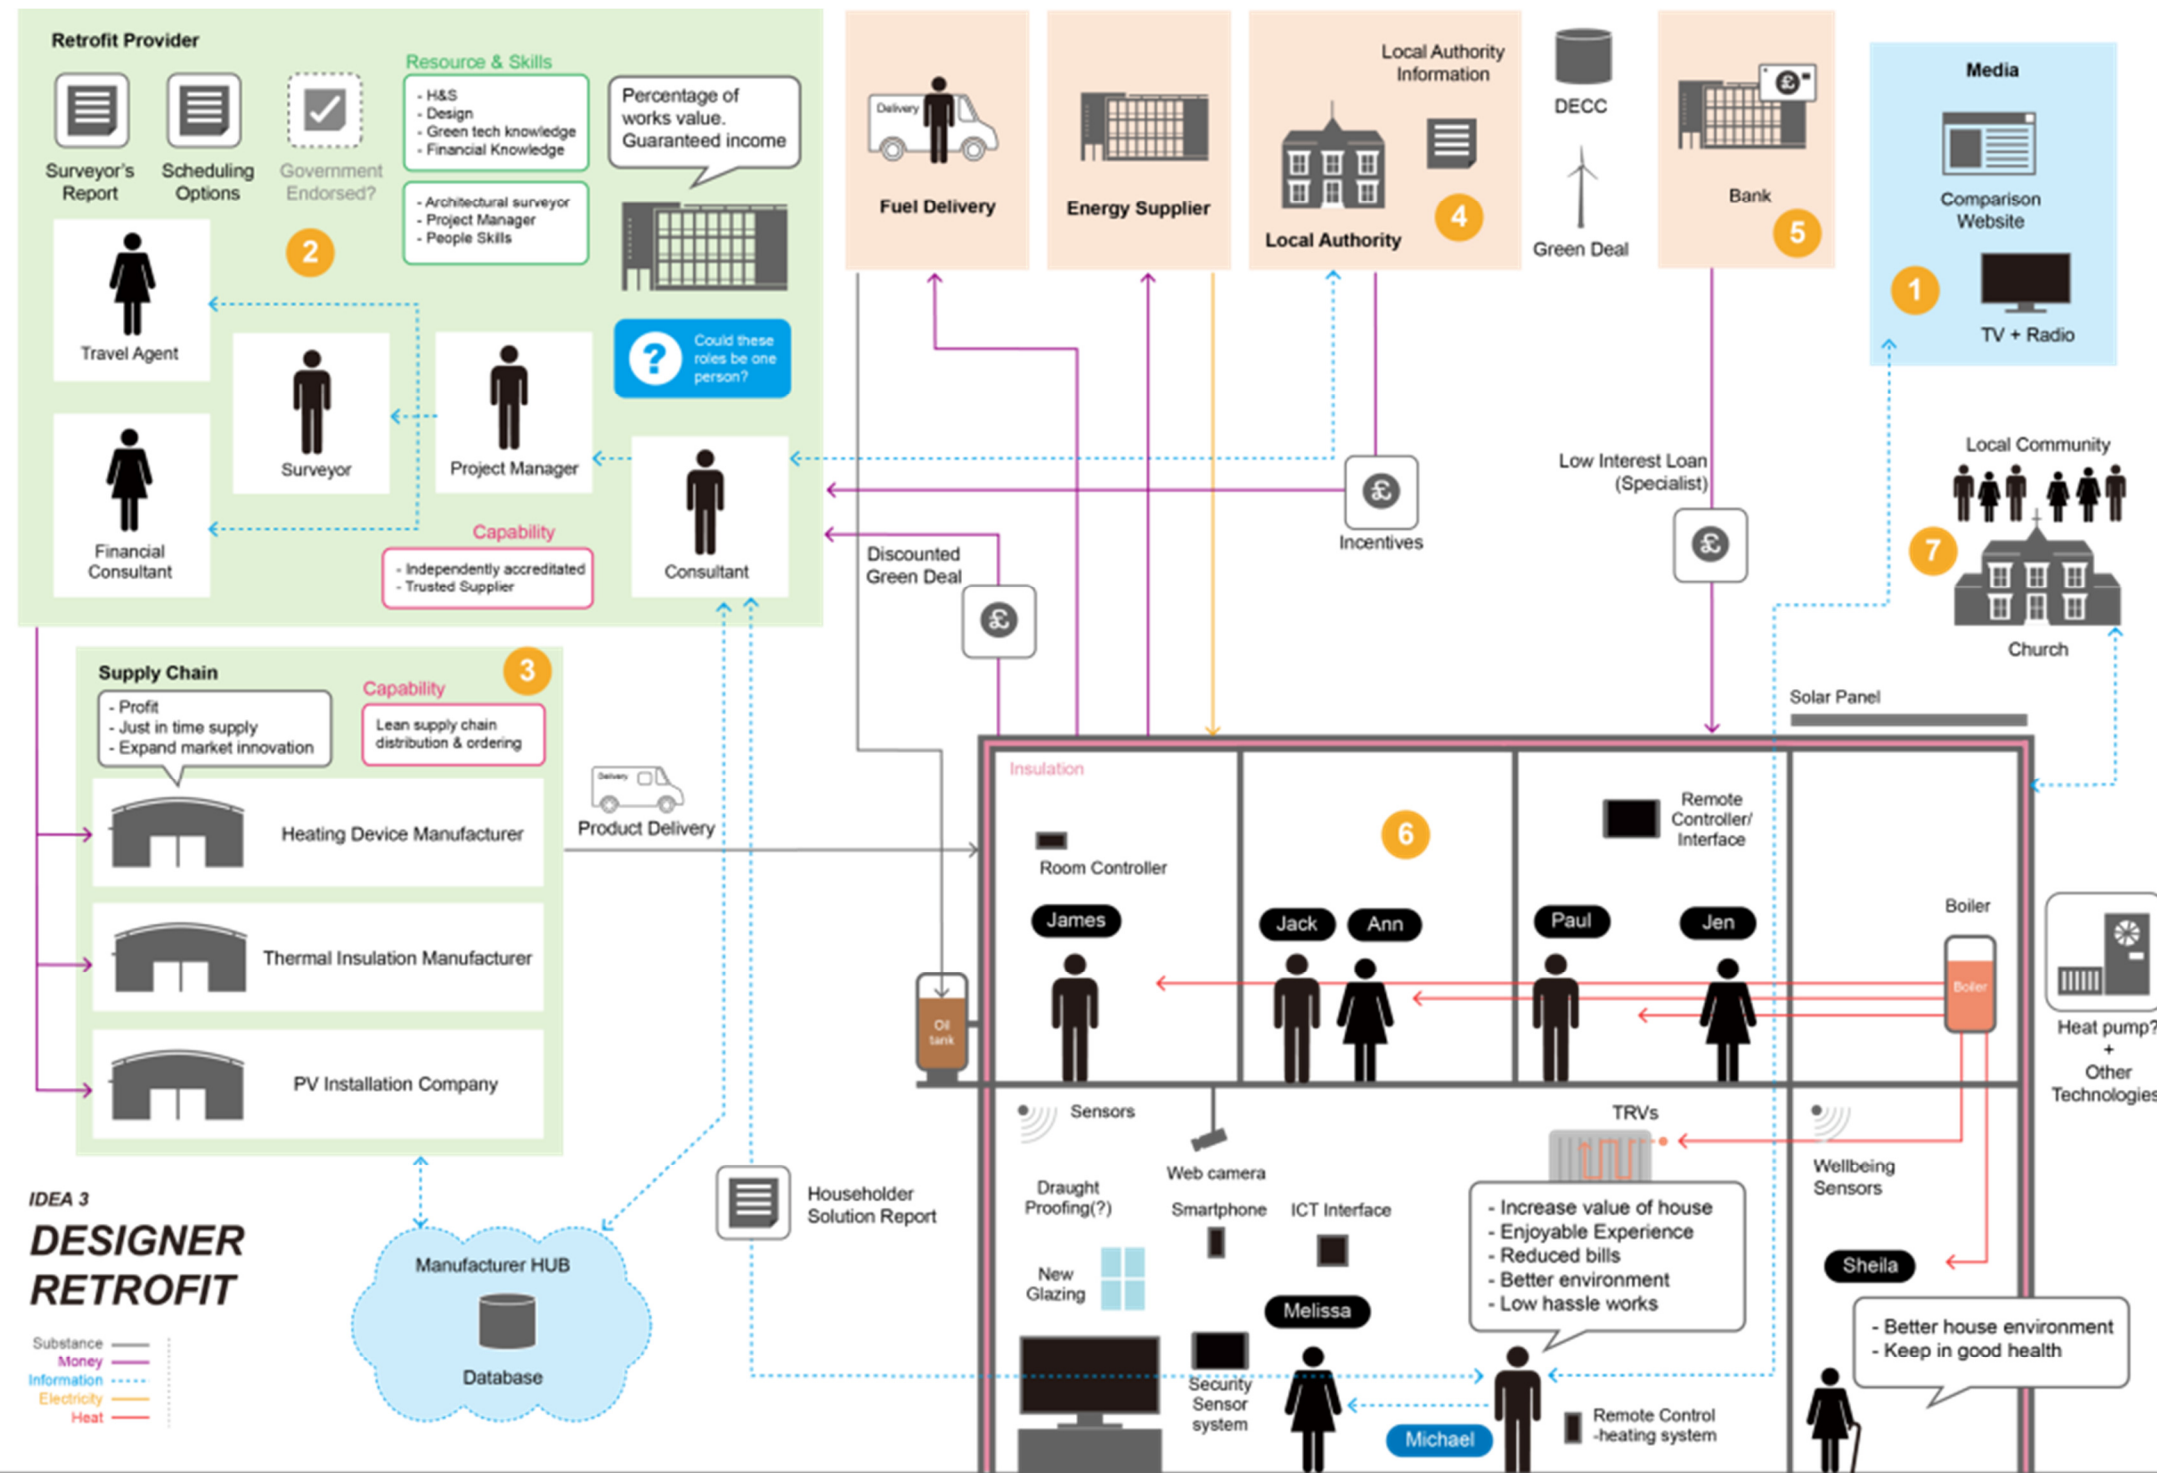 Retrofit Provider
Surveyor's
Report
Scheduling
Options
Government
Endorsed?
Resource & Skills
- H&S
- Design
- Green tech knowledge
- Financial Knowledge
- Architectural surveyor
- Project Manager
- People Skills
Percentage of
works value.
Guaranteed income
2
Travel Agent
Surveyor
Project Manager
?
Could these
roles be one
person?
Financial
Consultant
Capability
- Independently accreditated
- Trusted Supplier
Consultant
Delivery
Fuel Delivery
Energy Supplier
Local Authority
Information
Local Authority
4
DECC
Green Deal
£
Bank
5
Media
Comparison
Website
1
TV + Radio
Local Community
7
Church
Discounted
Green Deal
£
£
Incentives
Low Interest Loan
(Specialist)
£
Supply Chain
3
- Profit
- Just in time supply
- Expand market innovation
Capability
Lean supply chain
distribution & ordering
Heating Device Manufacturer
Thermal Insulation Manufacturer
PV Installation Company
Delivery
Product Delivery
Solar Panel
Insulation
Room Controller
6
Remote
Controller/
Interface
James
Jack
Ann
Paul
Jen
Boiler
Boiler
Oil
tank
Heat pump?
+
Other
Technologies
Sensors
Web camera
TRVs
Wellbeing
Sensors
Draught
Proofing(?)
Smartphone
ICT Interface
New
Glazing
- Increase value of house
- Enjoyable Experience
- Reduced bills
- Better environment
- Low hassle works
Sheila
- Better house environment
- Keep in good health
Melissa
Security
Sensor
system
Michael
Remote Control
-heating system
Householder
Solution Report
Manufacturer HUB
Database
IDEA 3
DESIGNER
RETROFIT
Substance
Money
Information
Electricity
Heat